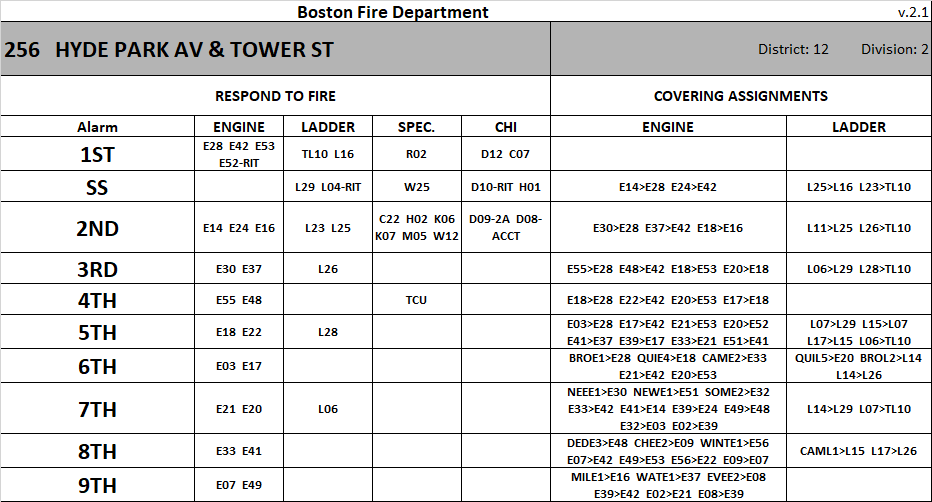 Boston Fire Department v.2.1
256 HYDE PARK AV & TOWER ST District: 12 Division: 2
RESPOND TO FIRE COVERING ASSIGNMENTS
Alarm ENGINE LADDER SPEC. CHI ENGINE LADDER
1ST
E28 E42 E53
E52-RIT
TL10 L16
R02
D12 C07
SS
L29 L04-RIT
W25
D10-RIT H01
E14>E28 E24>E42
L25>L16 L23>TL10
2ND
E14 E24 E16
L23 L25
C22 H02 K06
K07 M05 W12
D09-2A D08-
ACCT
E30>E28 E37>E42 E18>E16
L11>L25 L26>TL10
3RD
E30 E37
L26
E55>E28 E48>E42 E18>E53 E20>E18
L06>L29 L28>TL10
4TH
E55 E48
TCU
E18>E28 E22>E42 E20>E53 E17>E18
5TH
E18 E22
L28
E03>E28 E17>E42 E21>E53 E20>E52
E41>E37 E39>E17 E33>E21 E51>E41
L07>L29 L15>L07
L17>L15 L06>TL10
6TH
E03 E17
BROE1>E28 QUIE4>E18 CAME2>E33
E21>E42 E20>E53
QUIL5>E20 BROL2>L14
L14>L26
7TH
E21 E20
L06
NEEE1>E30 NEWE1>E51 SOME2>E32
E33>E42 E41>E14 E39>E24 E49>E48
E32>E03 E02>E39
L14>L29 L07>TL10
8TH
E33 E41
DEDE3>E48 CHEE2>E09 WINTE1>E56
E07>E42 E49>E53 E56>E22 E09>E07
CAML1>L15 L17>L26
9TH
E07 E49
MILE1>E16 WATE1>E37 EVEE2>E08
E39>E42 E02>E21 E08>E39